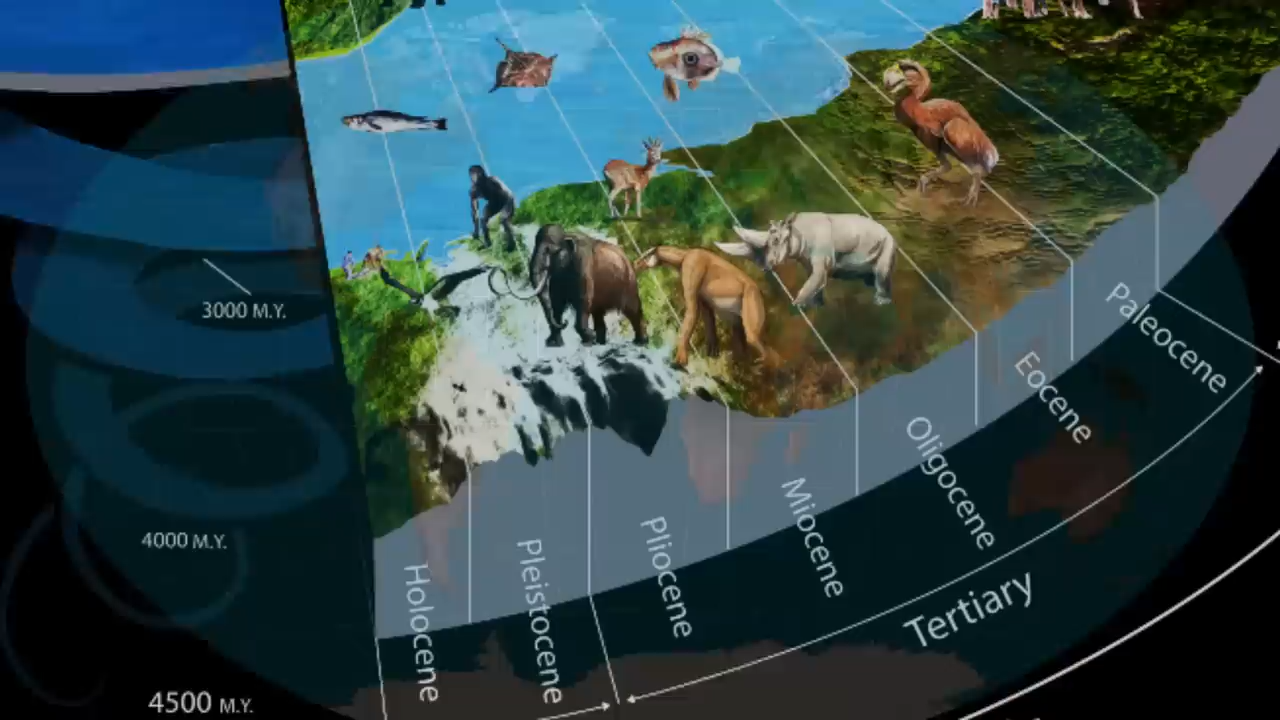 3000 M.Y.
4000 M.Y.
4500 M.Y.
Holocene
Pleistocene
Pliocene
Miocene
Oligocene
Eocene
Paleocene
Tertiary